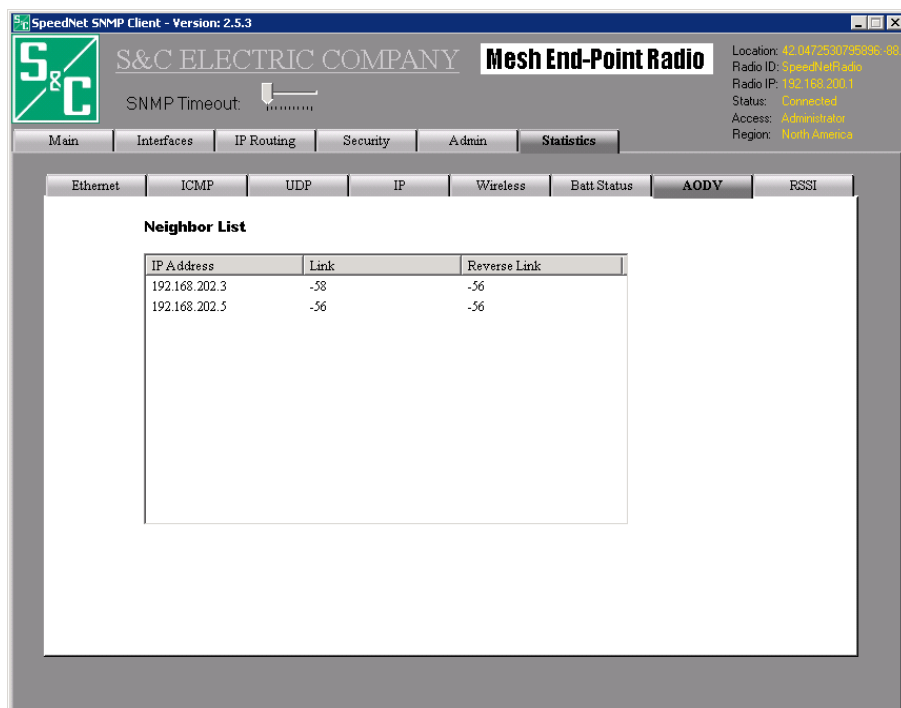 SpeedNet SNMP Client - Version: 2.5.3
S&C
S&C ELECTRIC COMPANY
Mesh End-Point Radio
SNMP Timeout:
Location: 42.0472530795896:-88.
Radio ID: SpeedNetRadio
Radio IP: 192.168.200.1
Status: Connected
Access: Administrator
Region: North America
Main Interfaces IP Routing Security Admin Statistics
Ethernet ICMP UDP IP Wireless Batt Status AODV RSSI
Neighbor List
IP Address Link Reverse Link
192.168.202.3 -58 -56
192.168.202.5 -56 -56